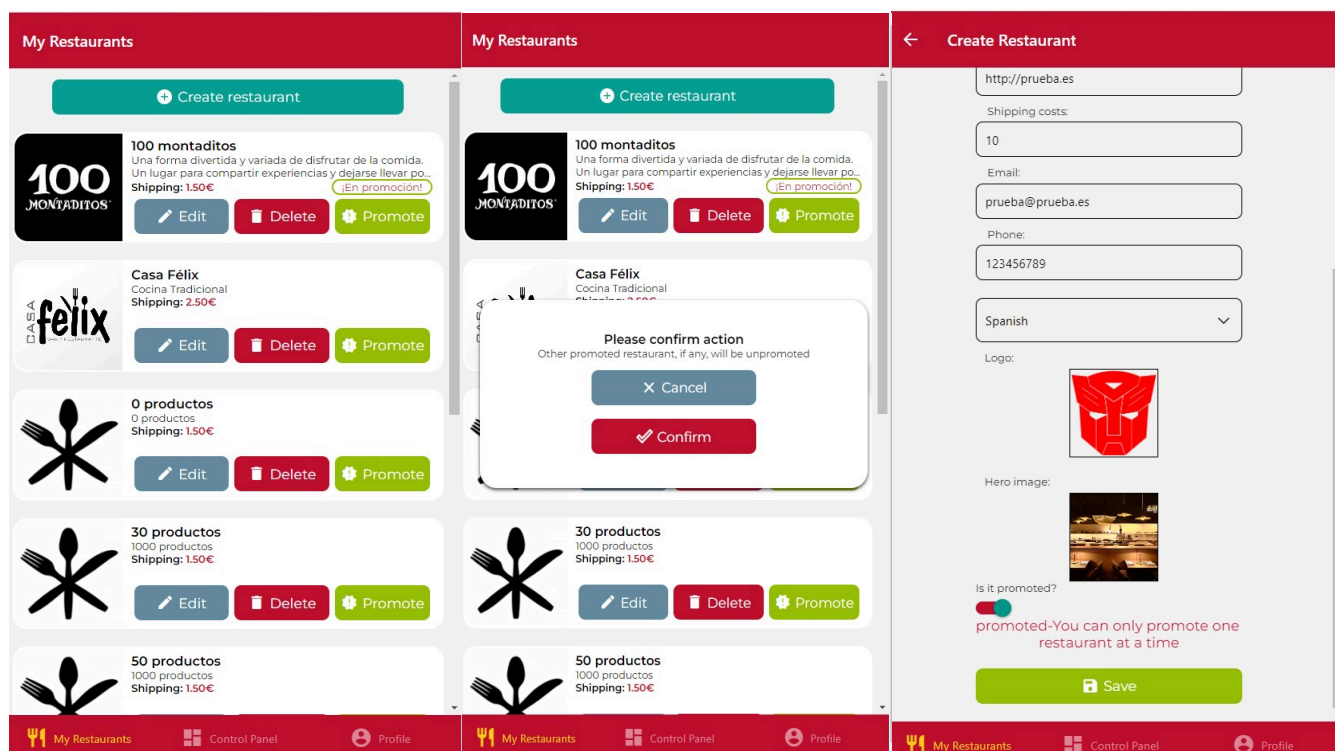 My Restaurants
Create restaurant
100
MONTADITOS
100 montaditos
Una forma divertida y variada de disfrutar de la comida.
Un lugar para compartir experiencias y dejarse llevar po...
Shipping: 1.50€
¡En promoción!
Edit
Delete
Promote
CASA
felix
BAR Y RESTAURANTE
Casa Félix
Cocina Tradicional
Shipping: 2.50€
Edit
Delete
Promote
0 productos
0 productos
Shipping: 1.50€
Edit
Delete
Promote
30 productos
1000 productos
Shipping: 1.50€
Edit
Delete
Promote
50 productos
1000 productos
Shipping: 1.50€
My Restaurants
Control Panel
Profile
My Restaurants
Create restaurant
100
MONTADITOS
100 montaditos
Una forma divertida y variada de disfrutar de la comida.
Un lugar para compartir experiencias y dejarse llevar po...
Shipping: 1.50€
¡En promoción!
Edit
Delete
Promote
Casa Félix
Cocina Tradicional
Shipping: 2.50€
Please confirm action
Other promoted restaurant, if any, will be unpromoted
Cancel
Confirm
30 productos
1000 productos
Shipping: 1.50€
Edit
Delete
Promote
50 productos
1000 productos
Shipping: 1.50€
My Restaurants
Control Panel
Profile
Create Restaurant
http://prueba.es
Shipping costs:
10
Email:
prueba@prueba.es
Phone:
123456789
Spanish
Logo:
Hero image:
Is it promoted?
promoted-You can only promote one
restaurant at a time
Save
My Restaurants
Control Panel
Profile